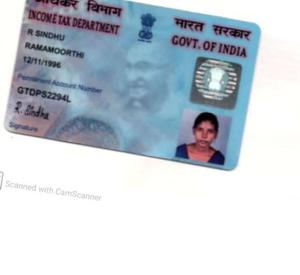 आयकर विभाग
INCOME TAX DEPARTMENT
भारत सरकार
GOVT. OF INDIA
R SINDHU
RAMAMOORTHI
12/11/1996
Permanent Account Number
GTDPS2294L
R. Sindhu
Signature
Scanned with CamScanner